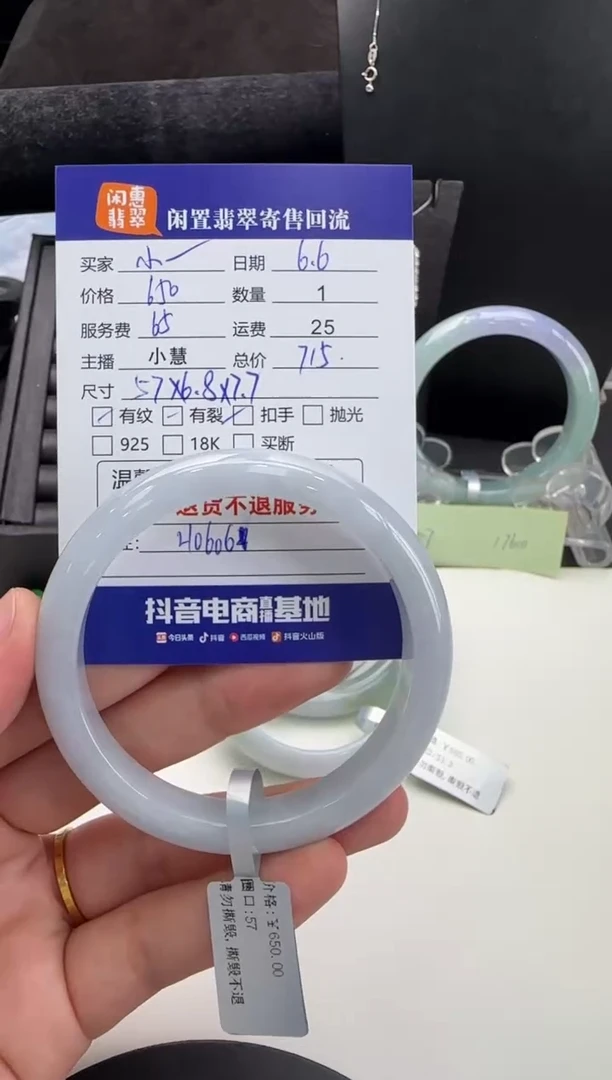 闲惠翡翠 闲置翡翠寄售回流
买家 小一 日期 6.6
价格 650 数量 1
服务费 65 运费 25
主播 小慧 总价 715.
尺寸 57x6.8x7.7
有纹 有裂 扣手 抛光
925 18K 买断
温
退货不退服务
40606
抖音电商直播基地
今日头条 抖音 西瓜视频 抖音火山版
价格:￥650.00
圈口:57
请勿撕毁,撕毁不退